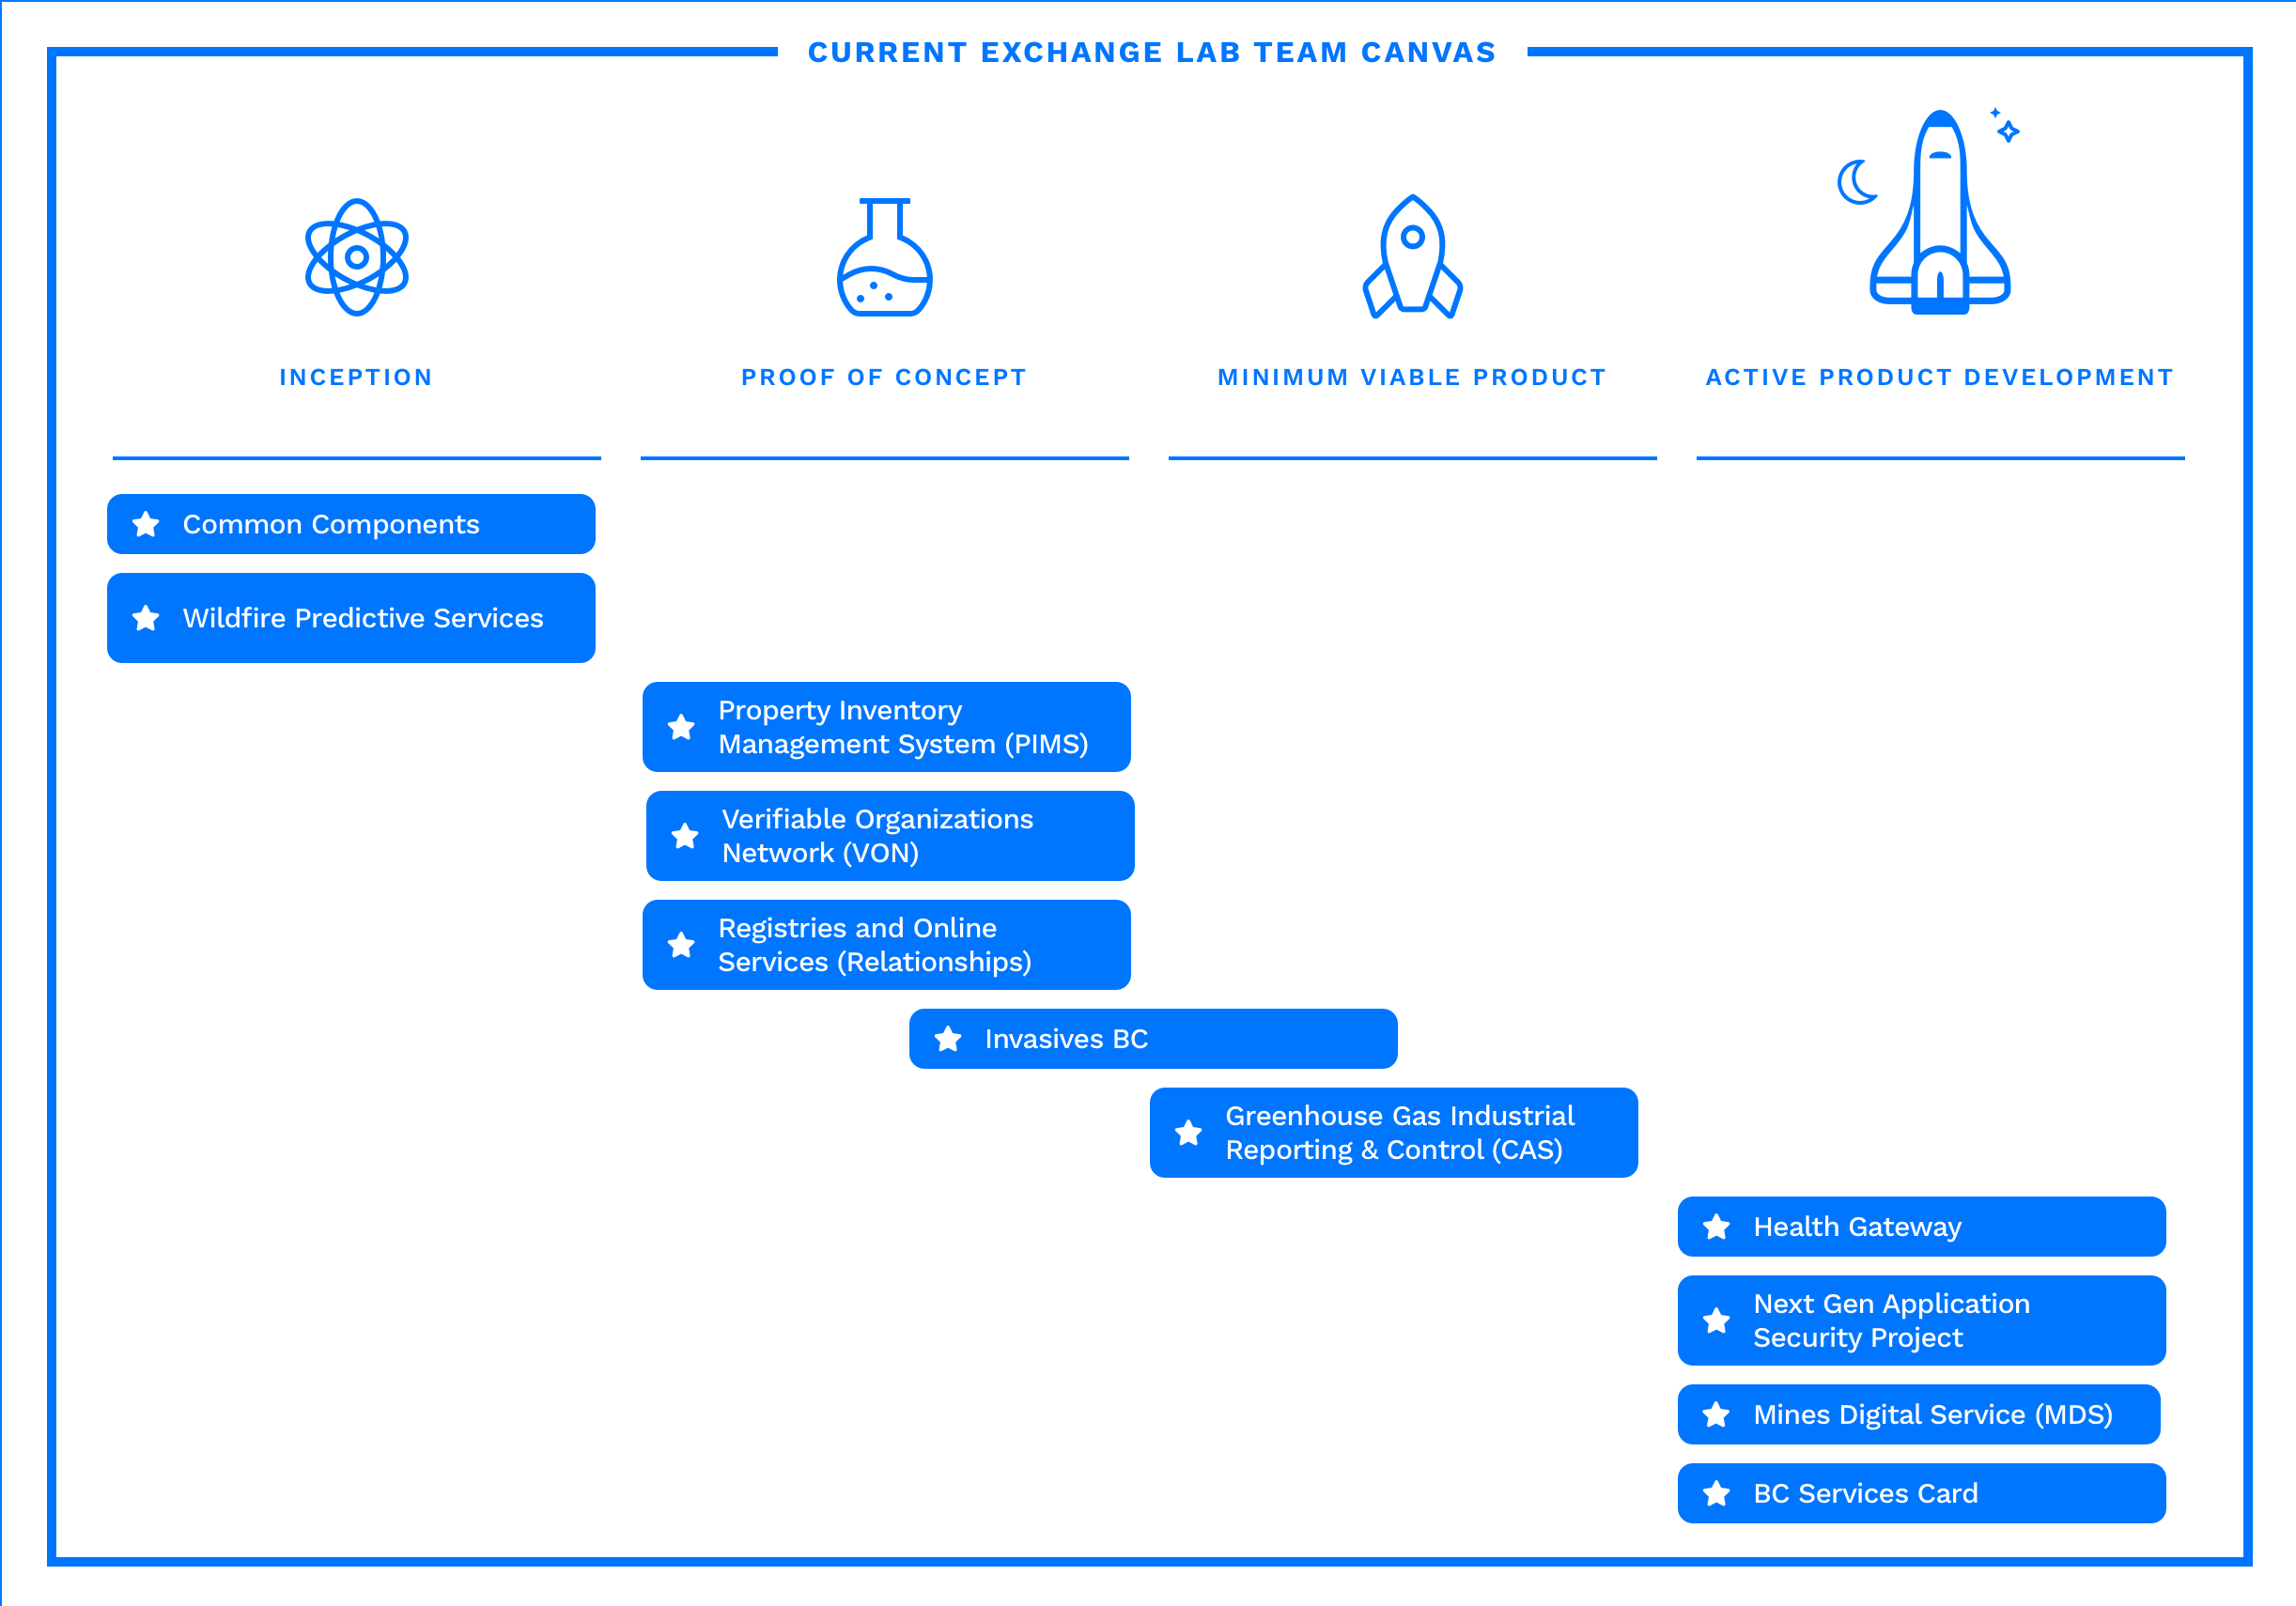 CURRENT EXCHANGE LAB TEAM CANVAS
INCEPTION
PROOF OF CONCEPT
MINIMUM VIABLE PRODUCT
ACTIVE PRODUCT DEVELOPMENT
Common Components
Wildfire Predictive Services
Property Inventory
Management System (PIMS)
Verifiable Organizations
Network (VON)
Registries and Online
Services (Relationships)
Invasives BC
Greenhouse Gas Industrial
Reporting & Control (CAS)
Health Gateway
Next Gen Application
Security Project
Mines Digital Service (MDS)
BC Services Card